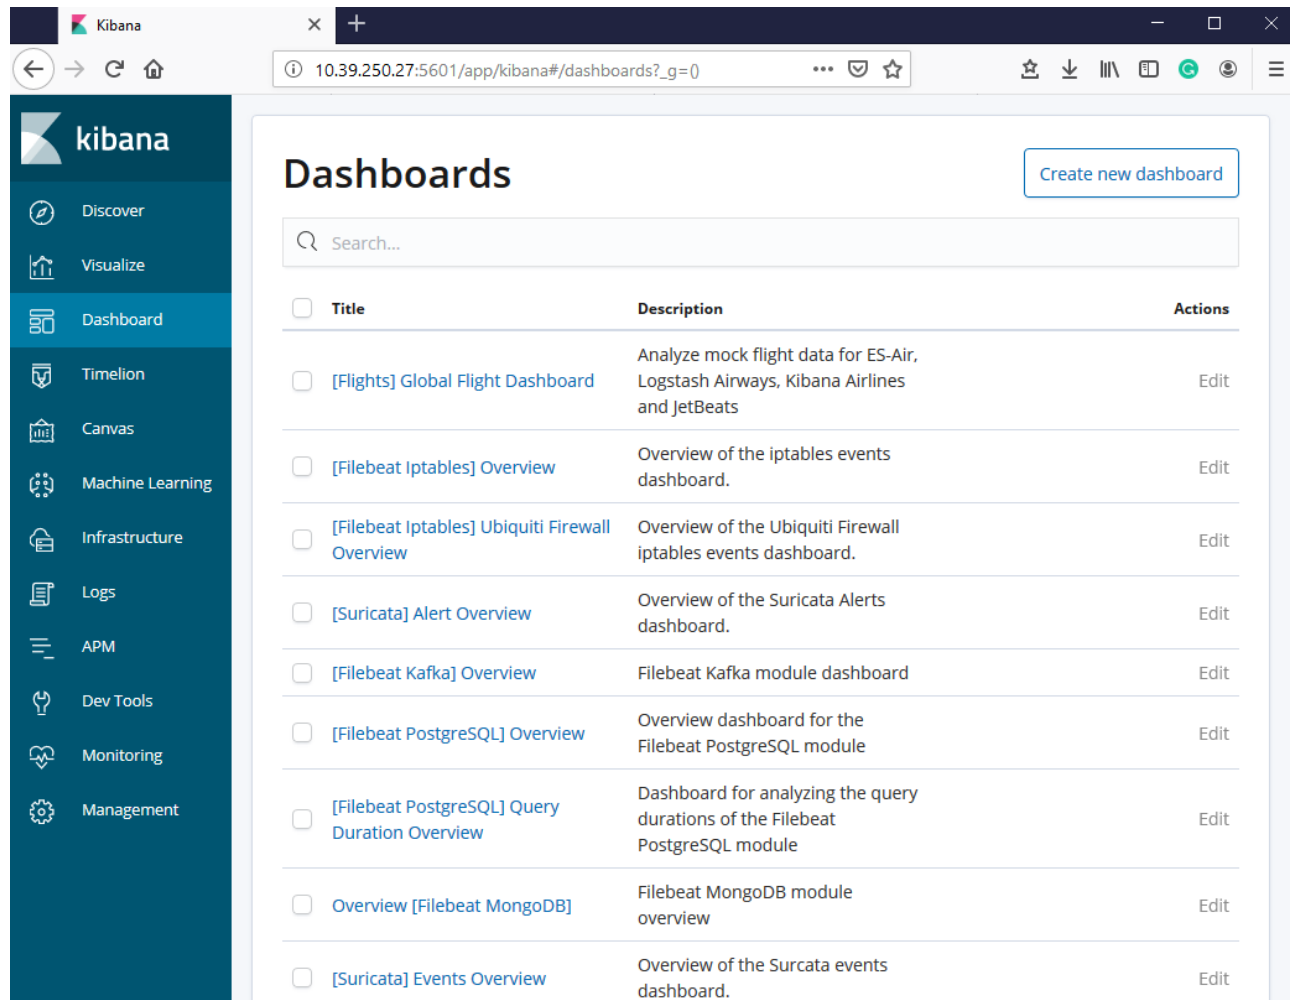 Kibana
10.39.250.27:5601/app/kibana#/dashboards?_g=()
kibana
Discover
Visualize
Dashboard
Timelion
Canvas
Machine Learning
Infrastructure
Logs
APM
Dev Tools
Monitoring
Management
Dashboards
Create new dashboard
Search...
Title Description Actions
[Flights] Global Flight Dashboard
Analyze mock flight data for ES-Air,
Logstash Airways, Kibana Airlines
and JetBeats
Edit
[Filebeat Iptables] Overview
Overview of the iptables events
dashboard.
Edit
[Filebeat Iptables] Ubiquiti Firewall
Overview
Overview of the Ubiquiti Firewall
iptables events dashboard.
Edit
[Suricata] Alert Overview
Overview of the Suricata Alerts
dashboard.
Edit
[Filebeat Kafka] Overview
Filebeat Kafka module dashboard
Edit
[Filebeat PostgreSQL] Overview
Overview dashboard for the
Filebeat PostgreSQL module
Edit
[Filebeat PostgreSQL] Query
Duration Overview
Dashboard for analyzing the query
durations of the Filebeat
PostgreSQL module
Edit
Overview [Filebeat MongoDB]
Filebeat MongoDB module
overview
Edit
[Suricata] Events Overview
Overview of the Surcata events
dashboard.
Edit